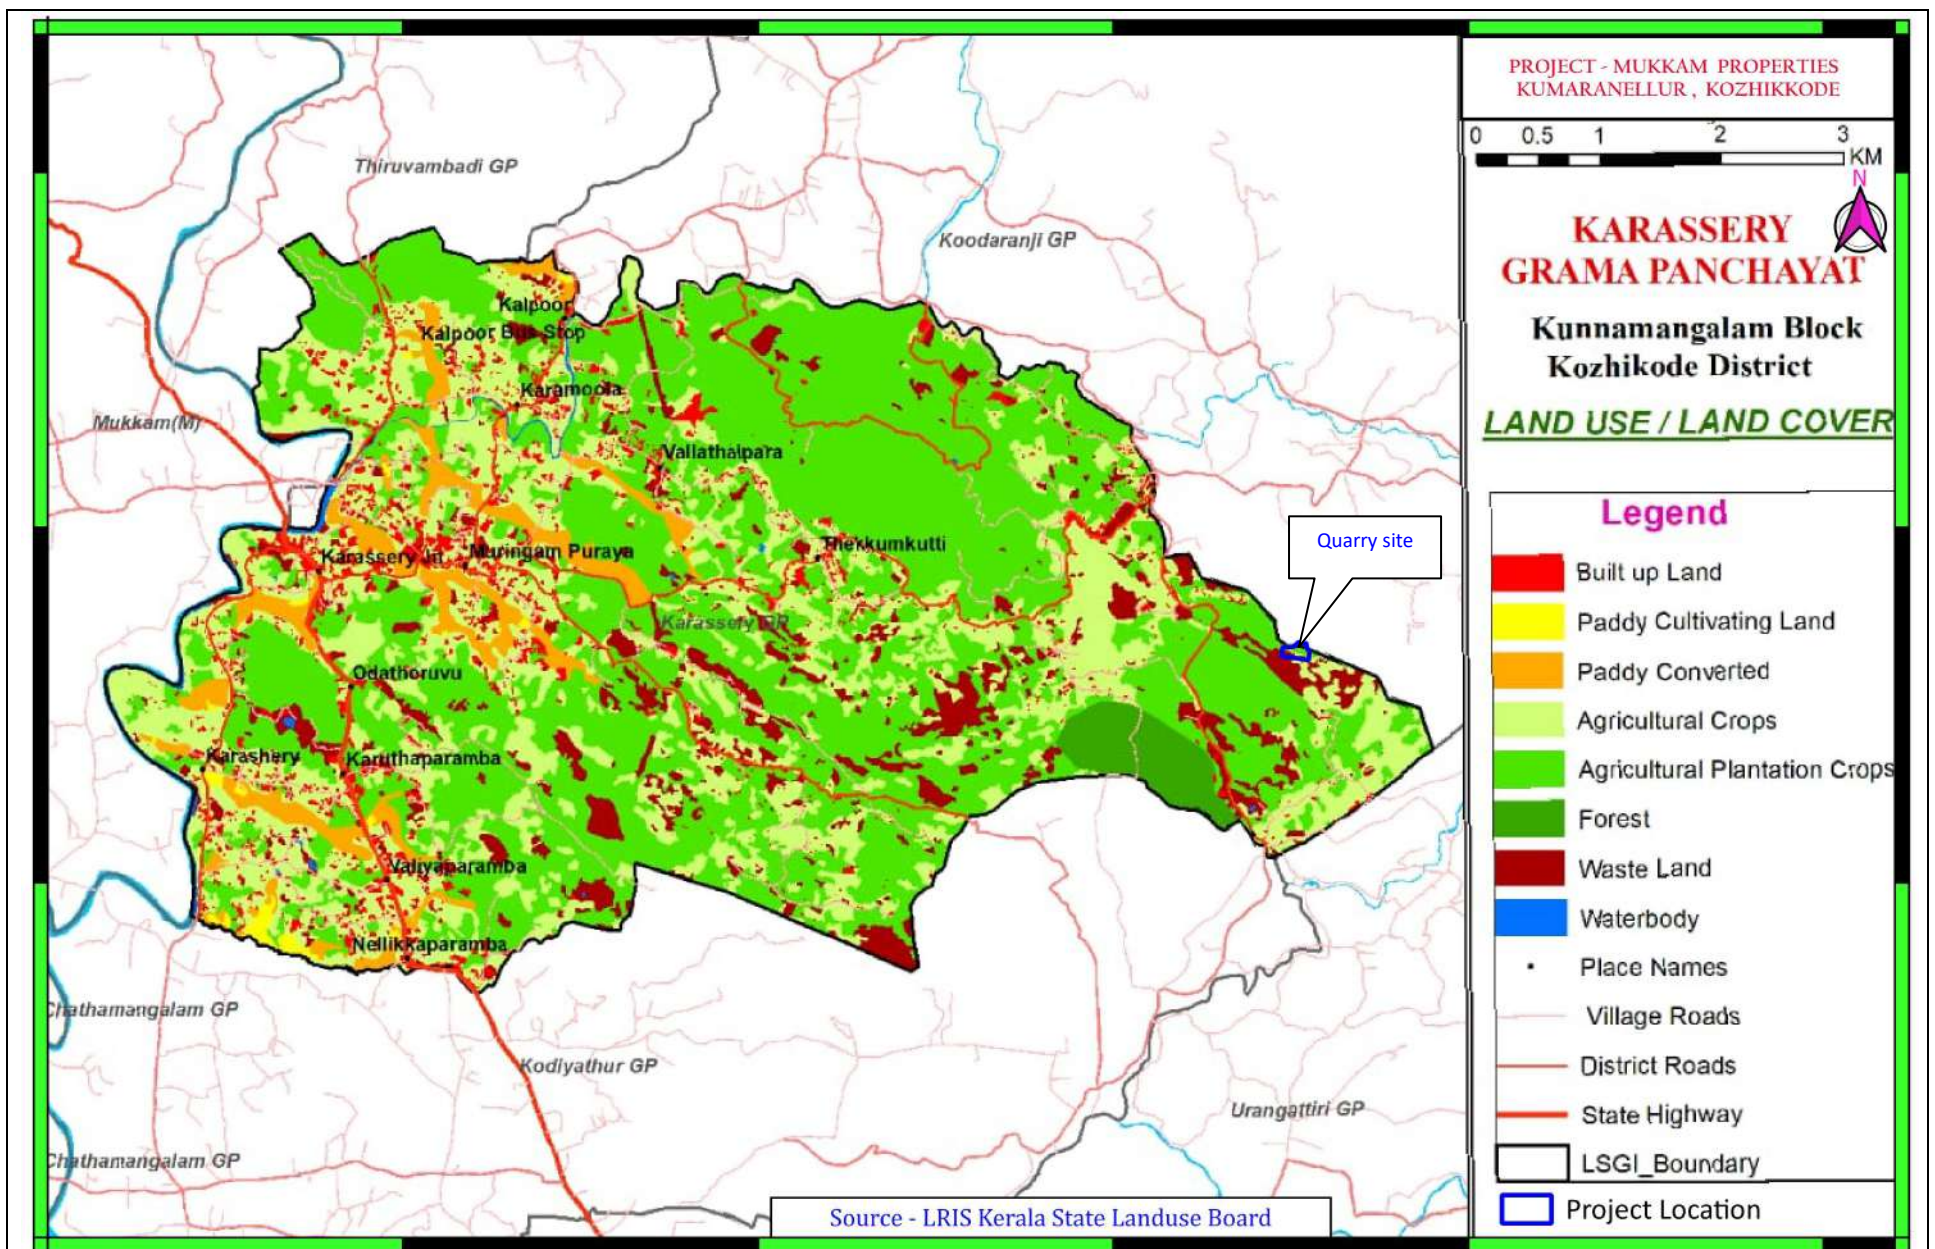 PROJECT - MUKKAM PROPERTIES
KUMARANELLUR , KOZHIKKODE
0 0.5 1 2 3
KM
N
KARASSERY
GRAMA PANCHAYAT
Kunnamangalam Block
Kozhikode District
LAND USE / LAND COVER
Legend
Built up Land
Paddy Cultivating Land
Paddy Converted
Agricultural Crops
Agricultural Plantation Crops
Forest
Waste Land
Waterbody
Place Names
Village Roads
District Roads
State Highway
LSGI_Boundary
Project Location
Thiruvambadi GP
Koodaranji GP
Kalpoor
Kalpoor Bus Stop
Karamoola
Mukkam(M)
Vallathaipara
Quarry site
Thekkumkutti
Karassery Jn
Muringam Puraya
Karassery GP
Odathoruvu
Karashery
Karuthaparamba
Valiyaparamba
Nellikkaparamba
Chathamangalam GP
Kodiyathur GP
Urangattiri GP
Chathamangalam GP
Source - LRIS Kerala State Landuse Board